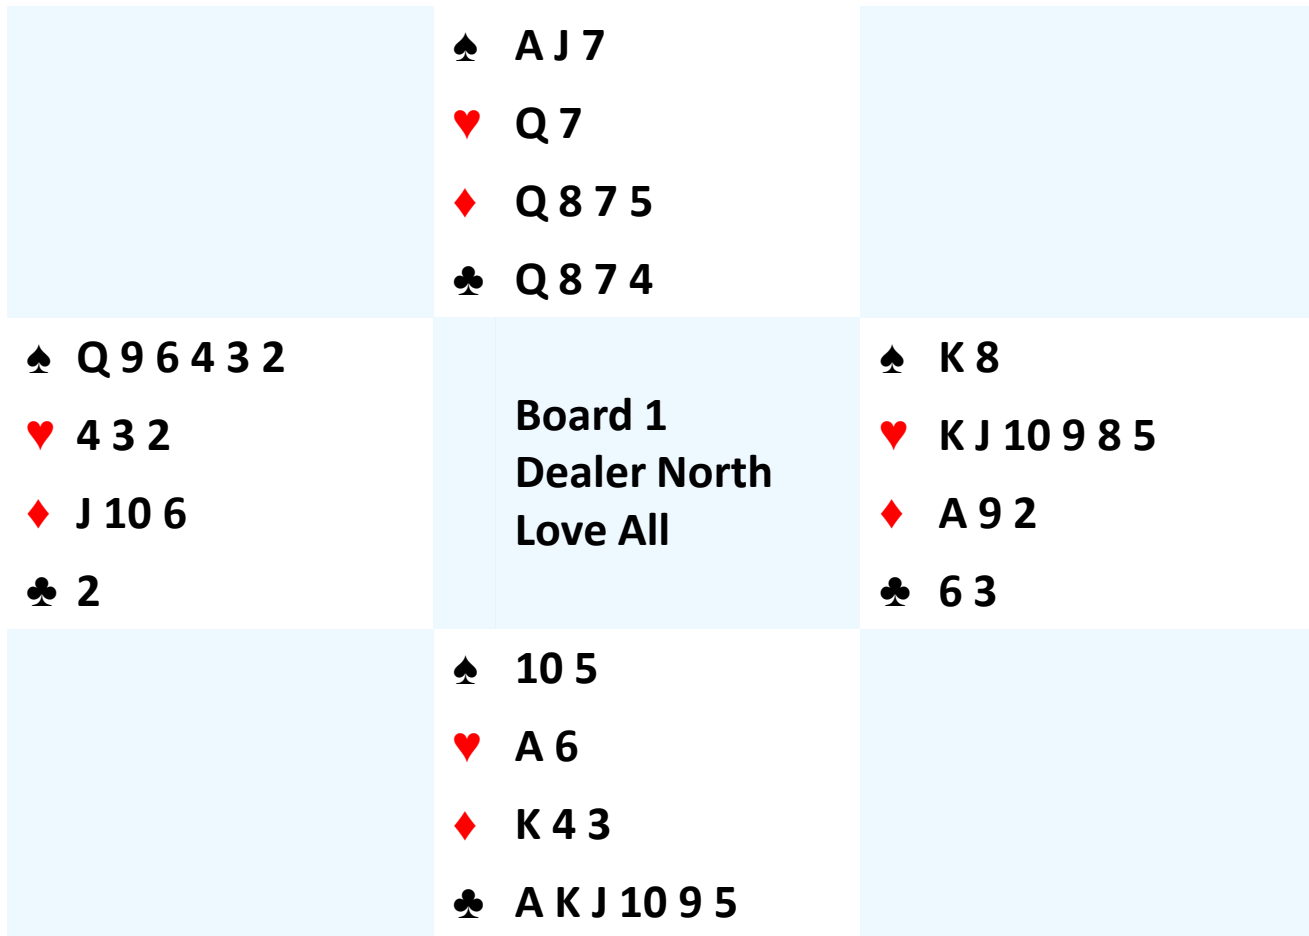 ♠ A J 7
♥ Q 7
♦ Q 8 7 5
♣ Q 8 7 4
♠ Q 9 6 4 3 2
♥ 4 3 2
♦ J 10 6
♣ 2
Board 1
Dealer North
Love All
♠ K 8
♥ K J 10 9 8 5
♦ A 9 2
♣ 6 3
♠ 10 5
♥ A 6
♦ K 4 3
♣ A K J 10 9 5